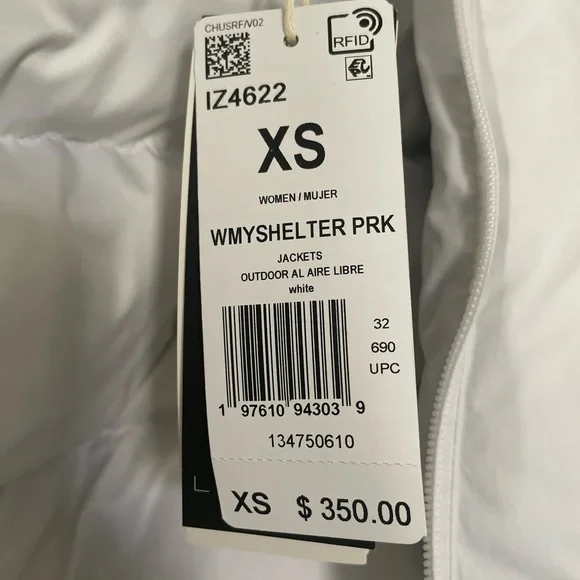 CHUSRF/V02
RFID
IZ4622
XS
WOMEN / MUJER
WMYSHELTER PRK
JACKETS
OUTDOOR AL AIRE LIBRE
white
32
690
UPC
1 97610 94303 9
134750610
XS $ 350.00